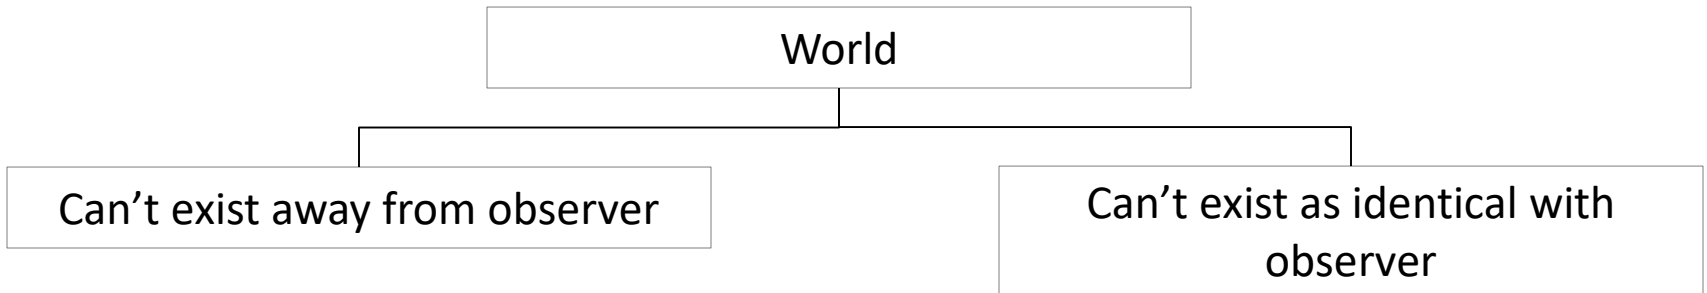 World
Can’t exist away from observer
Can’t exist as identical with
observer